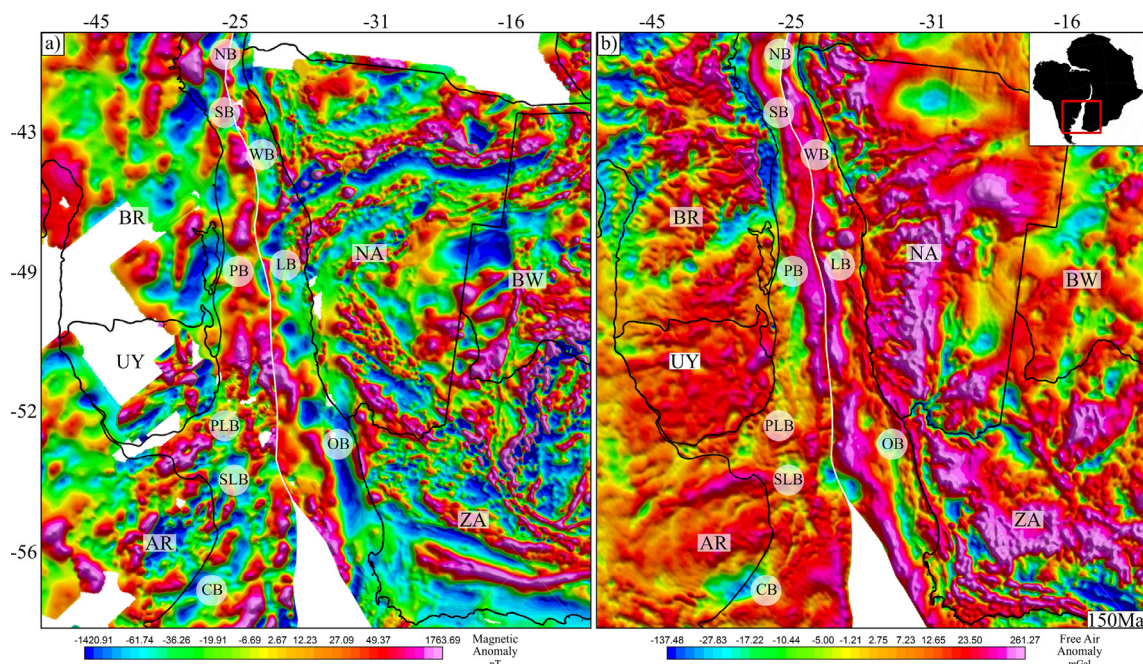 -45 -25 -31 -16 -45 -25 -31 -16
a) b)
NB NB
SB SB
-43
WB WB
BR BR
NA NA
-49 PB LB PB LB
BW BW
UY UY
-52
PLB PLB
OB OB
SLB SLB
ZA ZA
AR AR
-56
CB CB
150Ma
-1420.91 -61.74 -36.26 -19.91 -6.69 2.67 12.23 27.09 49.37 1763.69 Magnetic
Anomaly
nT
-137.48 -27.83 -17.22 -10.44 -5.00 -1.21 2.75 7.23 12.65 23.50 261.27 Free Air
Anomaly
mGal